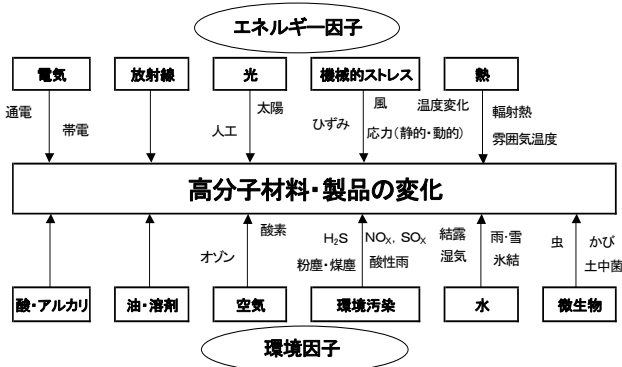 エネルギー因子
電気 放射線 光 機械的ストレス 熱
通電 帯電 人工 太陽 ひずみ 風 応力(静的・動的) 温度変化 輻射熱 雰囲気温度
高分子材料・製品の変化
オゾン 酸素 H₂S NOX, SOX 粉塵・煤塵 酸性雨 結露 湿気 雨・雪 氷結 虫 かび 土中菌
酸・アルカリ 油・溶剤 空気 環境汚染 水 微生物
環境因子